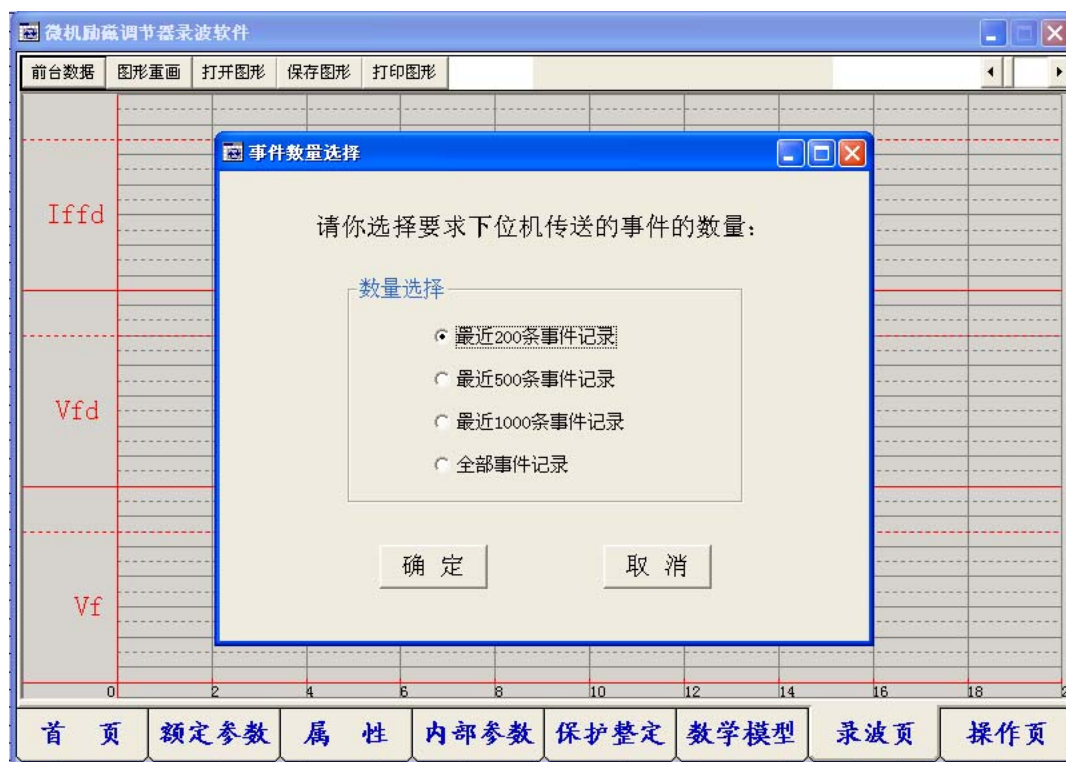 微机励磁调节器录波软件
前台数据 图形重画 打开图形 保存图形 打印图形
事件数量选择
请你选择要求下位机传送的事件的数量：
数量选择
最近200条事件记录
最近500条事件记录
最近1000条事件记录
全部事件记录
确 定 取 消
Iffd
Vfd
Vf
0 2 4 6 8 10 12 14 16 18
首 页 额定参数 属 性 内部参数 保护整定 数学模型 录波页 操作页